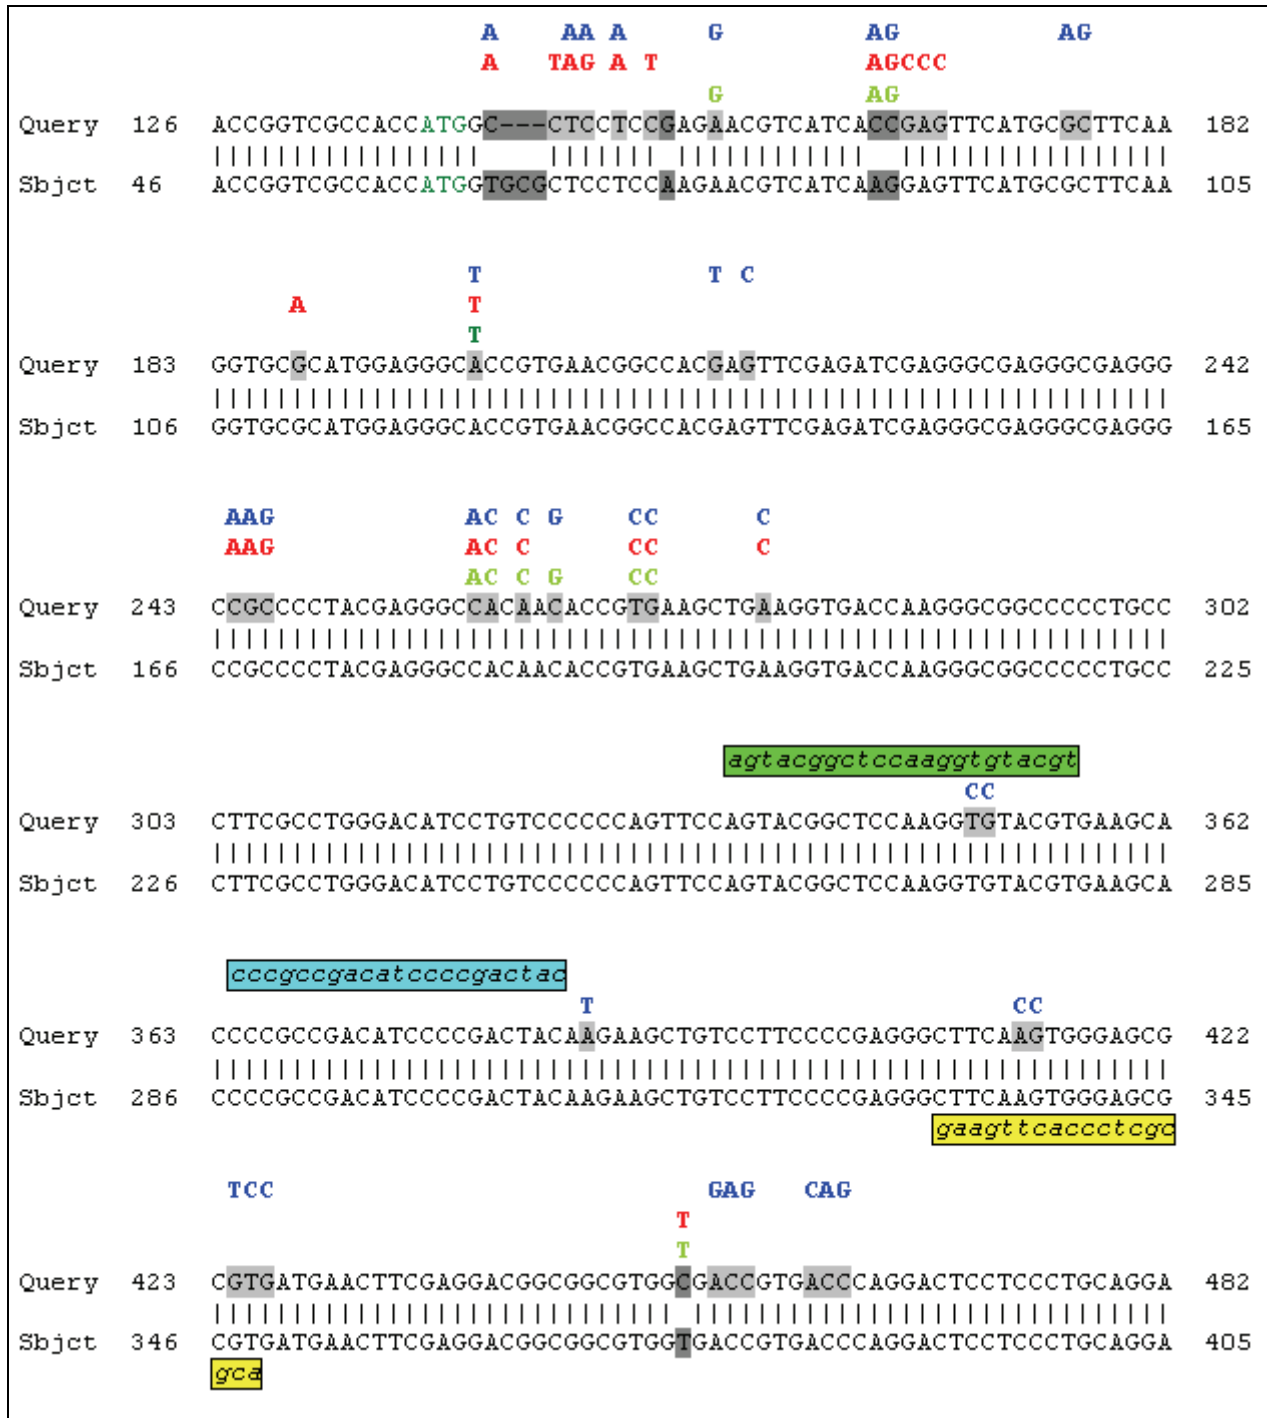 A AA A G AG AG
A TAG A T AGCCC
G AG
Query 126 ACCGGTCGCCACCATGGC---CTCCTCCGAGAACGTCATCACCGAGTTCATGCGCTTCAA 182
||||||||||||||||| ||||||| ||||||||||||| |||||||||||||||||
Sbjct 46 ACCGGTCGCCACCATGGTGCGCTCCTCCAAGAACGTCATCAAGGAGTTCATGCGCTTCAA 105
T T C
A T
T
Query 183 GGTGCGCATGGAGGGCACCGTGAACGGCCACGAGTTCGAGATCGAGGGCGAGGGCGAGGG 242
||||||||||||||||||||||||||||||||||||||||||||||||||||||||||||
Sbjct 106 GGTGCGCATGGAGGGCACCGTGAACGGCCACGAGTTCGAGATCGAGGGCGAGGGCGAGGG 165
AAG AC C G CC C
AAG AC C CC C
AC C G CC
Query 243 CCGCCCCTACGAGGGCCACAACACCGTGAAGCTGAAGGTGACCAAGGGCGGCCCCCTGCC 302
||||||||||||||||||||||||||||||||||||||||||||||||||||||||||||
Sbjct 166 CCGCCCCTACGAGGGCCACAACACCGTGAAGCTGAAGGTGACCAAGGGCGGCCCCCTGCC 225
agtacggctccaaggtgtacgt
CC
Query 303 CTTCGCCTGGGACATCCTGTCCCCCCAGTTCCAGTACGGCTCCAAGGTGTACGTGAAGCA 362
||||||||||||||||||||||||||||||||||||||||||||||||||||||||||||
Sbjct 226 CTTCGCCTGGGACATCCTGTCCCCCCAGTTCCAGTACGGCTCCAAGGTGTACGTGAAGCA 285
cccgccgacatccccgactac
T CC
Query 363 CCCCGCCGACATCCCCGACTACAAGAAGCTGTCCTTCCCCGAGGGCTTCAAGTGGGAGCG 422
||||||||||||||||||||||||||||||||||||||||||||||||||||||||||||
Sbjct 286 CCCCGCCGACATCCCCGACTACAAGAAGCTGTCCTTCCCCGAGGGCTTCAAGTGGGAGCG 345
gaagttcaccctcgc
TCC GAG CAG
T
T
Query 423 CGTGATGAACTTCGAGGACGGCGGCGTGGCGACCGTGACCCAGGACTCCTCCCTGCAGGA 482
||||||||||||||||||||||||||||| ||||||||||||||||||||||||||||||
Sbjct 346 CGTGATGAACTTCGAGGACGGCGGCGTGGTGACCGTGACCCAGGACTCCTCCCTGCAGGA 405
gca